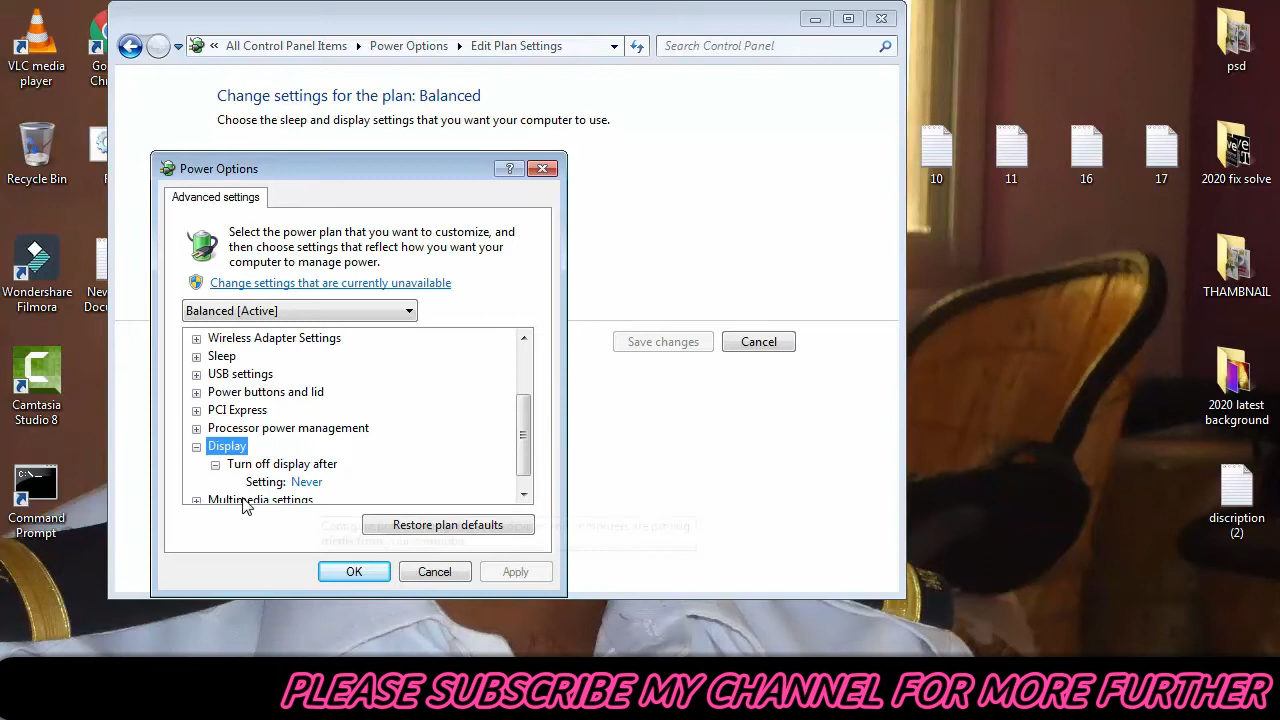 VLC media
player
Recycle Bin
Wondershare
Filmora
Camtasia
Studio 8
Command
Prompt
Go
Chr
New
Doc
« All Control Panel Items
Power Options
Edit Plan Settings
Search Control Panel
Change settings for the plan: Balanced
Choose the sleep and display settings that you want your computer to use.
Power Options
?
Advanced settings
Select the power plan that you want to customize, and
then choose settings that reflect how you want your
computer to manage power.
Change settings that are currently unavailable
Balanced [Active]
Wireless Adapter Settings
Sleep
USB settings
Power buttons and lid
PCI Express
Processor power management
Display
Turn off display after
Setting: Never
Multimedia settings
Restore plan defaults
OK
Cancel
Apply
Save changes
Cancel
10
11
16
17
psd
2020 fix solve
THAMBNAIL
2020 latest
background
discription
(2)
C:\
PLEASE SUBSCRIBE MY CHANNEL FOR MORE FURTHER